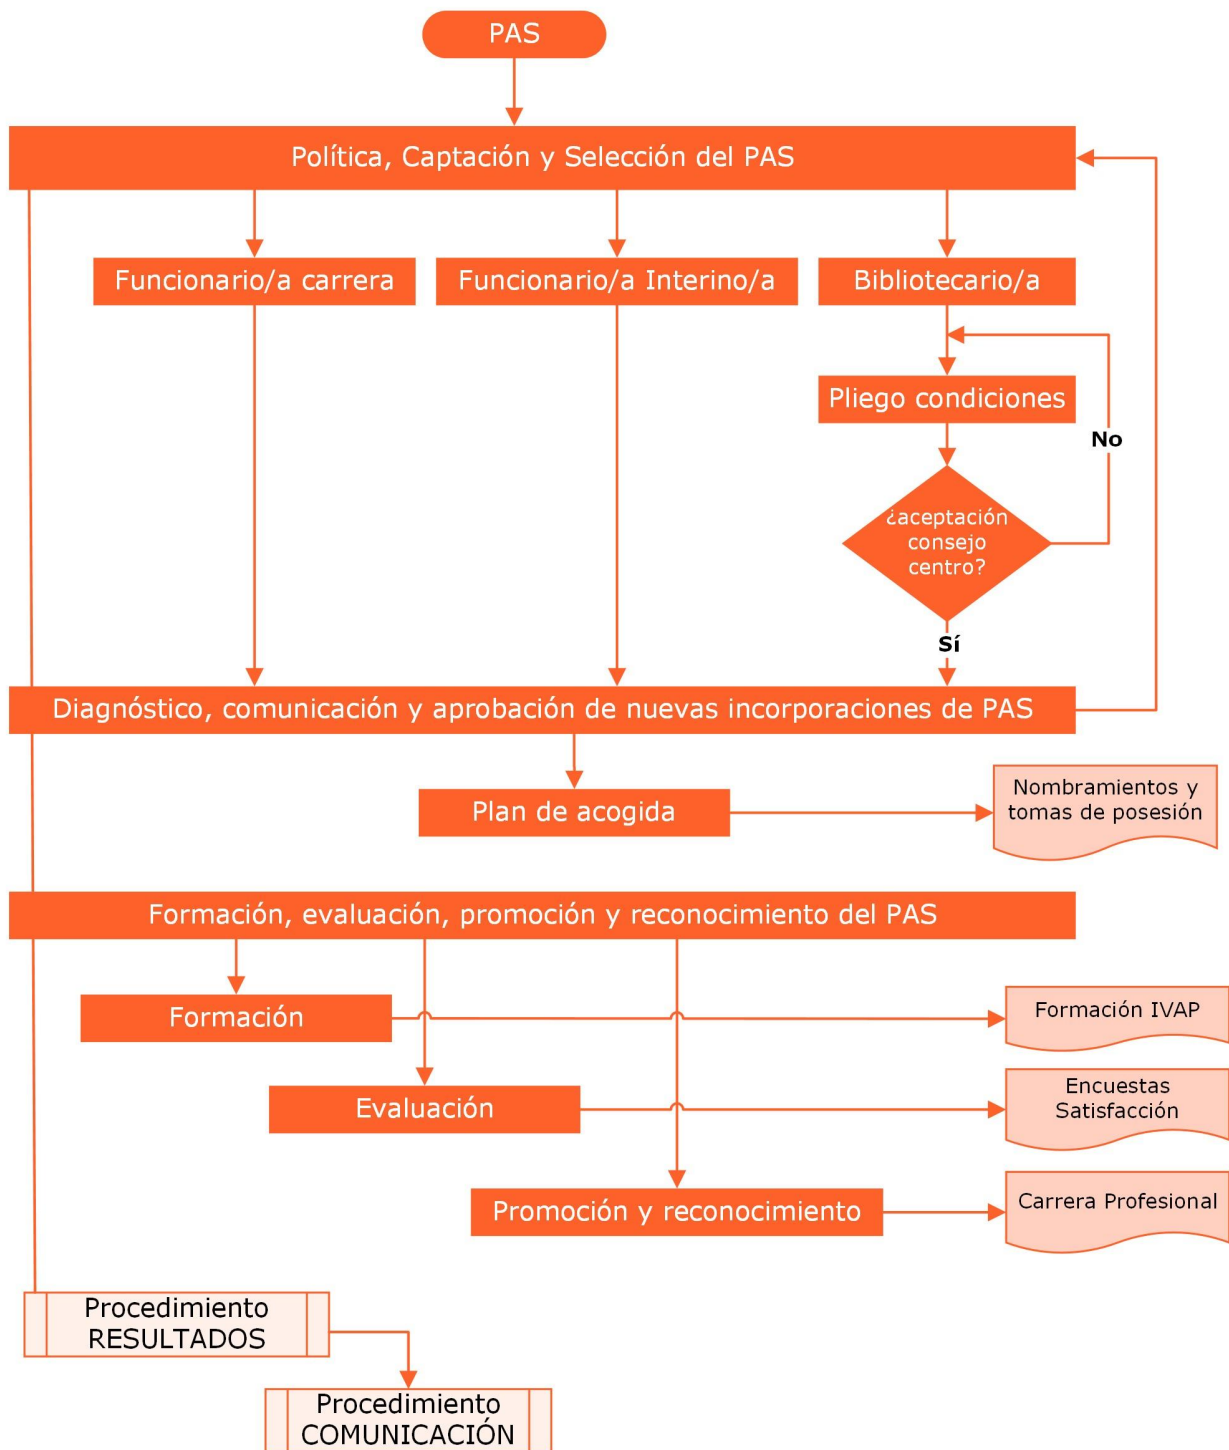 PAS
Política, Captación y Selección del PAS
Funcionario/a carrera
Funcionario/a Interino/a
Bibliotecario/a
Pliego condiciones
No
¿aceptación
consejo
centro?
Sí
Diagnóstico, comunicación y aprobación de nuevas incorporaciones de PAS
Plan de acogida
Nombramientos y
tomas de posesión
Formación, evaluación, promoción y reconocimiento del PAS
Formación
Formación IVAP
Evaluación
Encuestas
Satisfacción
Promoción y reconocimiento
Carrera Profesional
Procedimiento
RESULTADOS
Procedimiento
COMUNICACIÓN